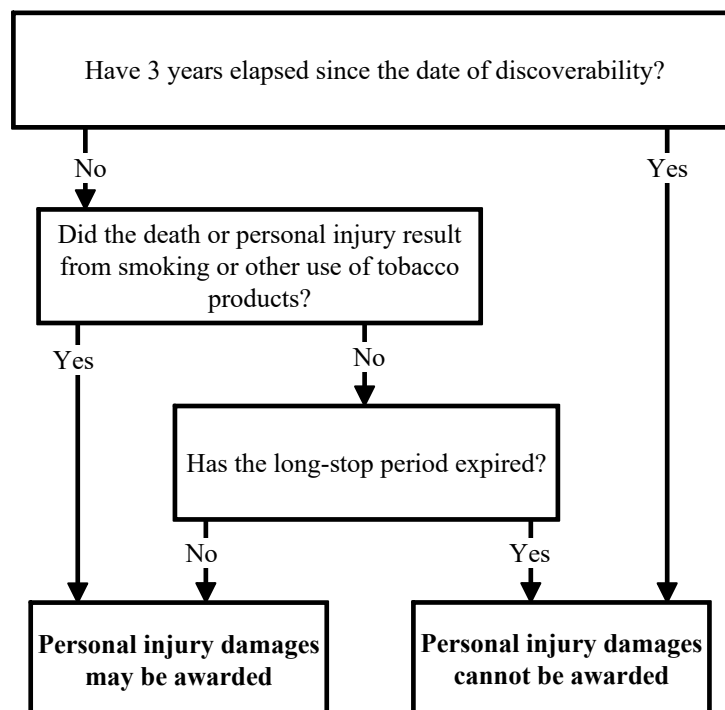 Have 3 years elapsed since the date of discoverability?
No
Yes
Did the death or personal injury result
from smoking or other use of tobacco
products?
Yes
No
Has the long-stop period expired?
No
Yes
Personal injury damages
may be awarded
Personal injury damages
cannot be awarded